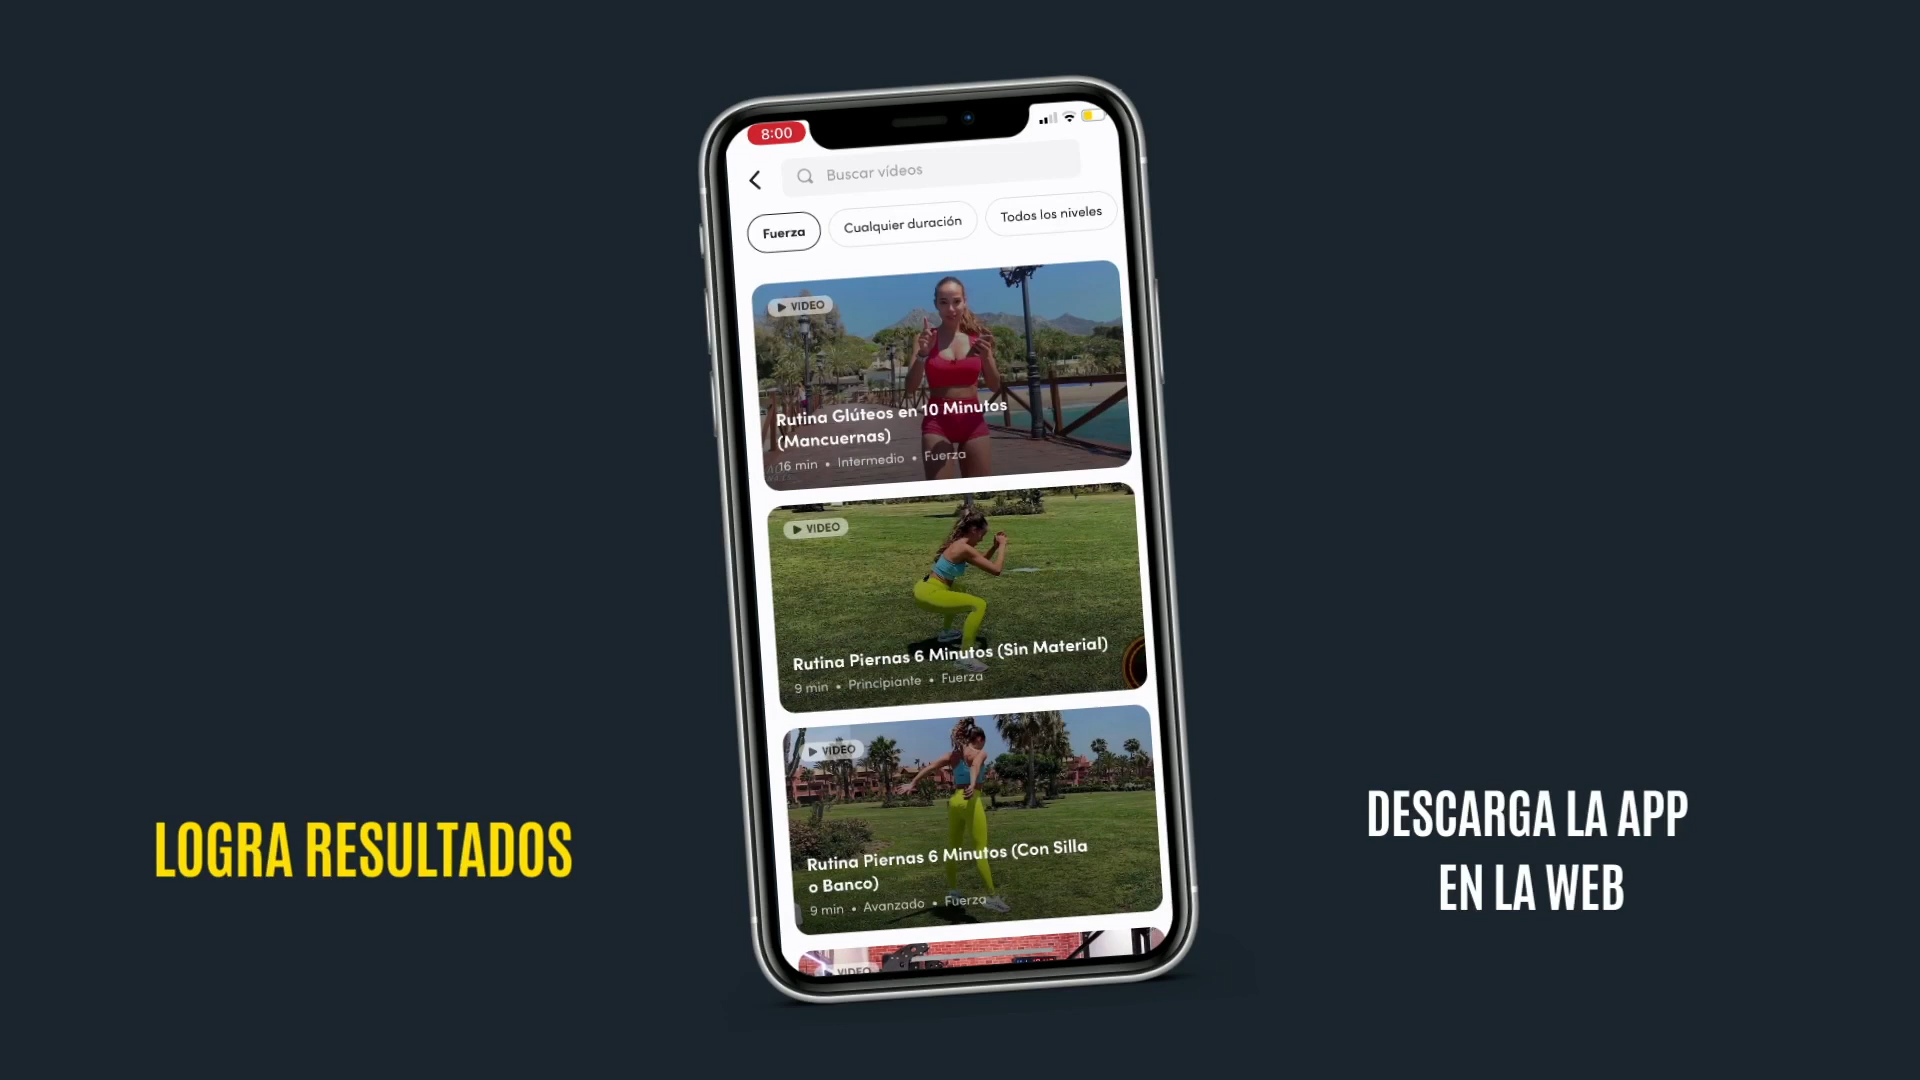 8:00
Buscar vídeos
Fuerza
Cualquier duración
Todos los niveles
VIDEO
Rutina Glúteos en 10 Minutos
(Mancuernas)
16 min • Intermedio • Fuerza
VIDEO
Rutina Piernas 6 Minutos (Sin Material)
9 min • Principiante • Fuerza
VIDEO
Rutina Piernas 6 Minutos (Con Silla
o Banco)
9 min • Avanzado • Fuerza
VIDEO
LOGRA RESULTADOS
DESCARGA LA APP
EN LA WEB